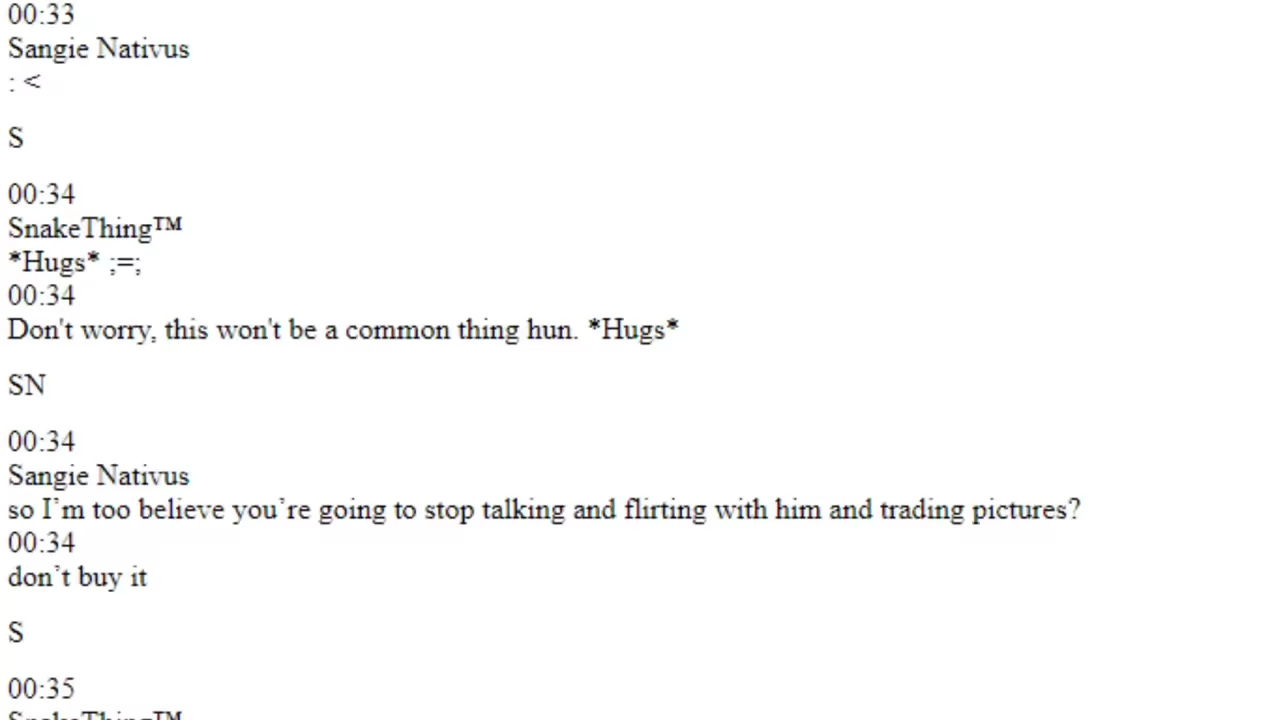 00:33
Sangie Nativus
: <
S
00:34
SnakeThing™
*Hugs* ;=;
00:34
Don't worry, this won't be a common thing hun. *Hugs*
SN
00:34
Sangie Nativus
so I’m too believe you’re going to stop talking and flirting with him and trading pictures?
00:34
don’t buy it
S
00:35
SnakeThing™